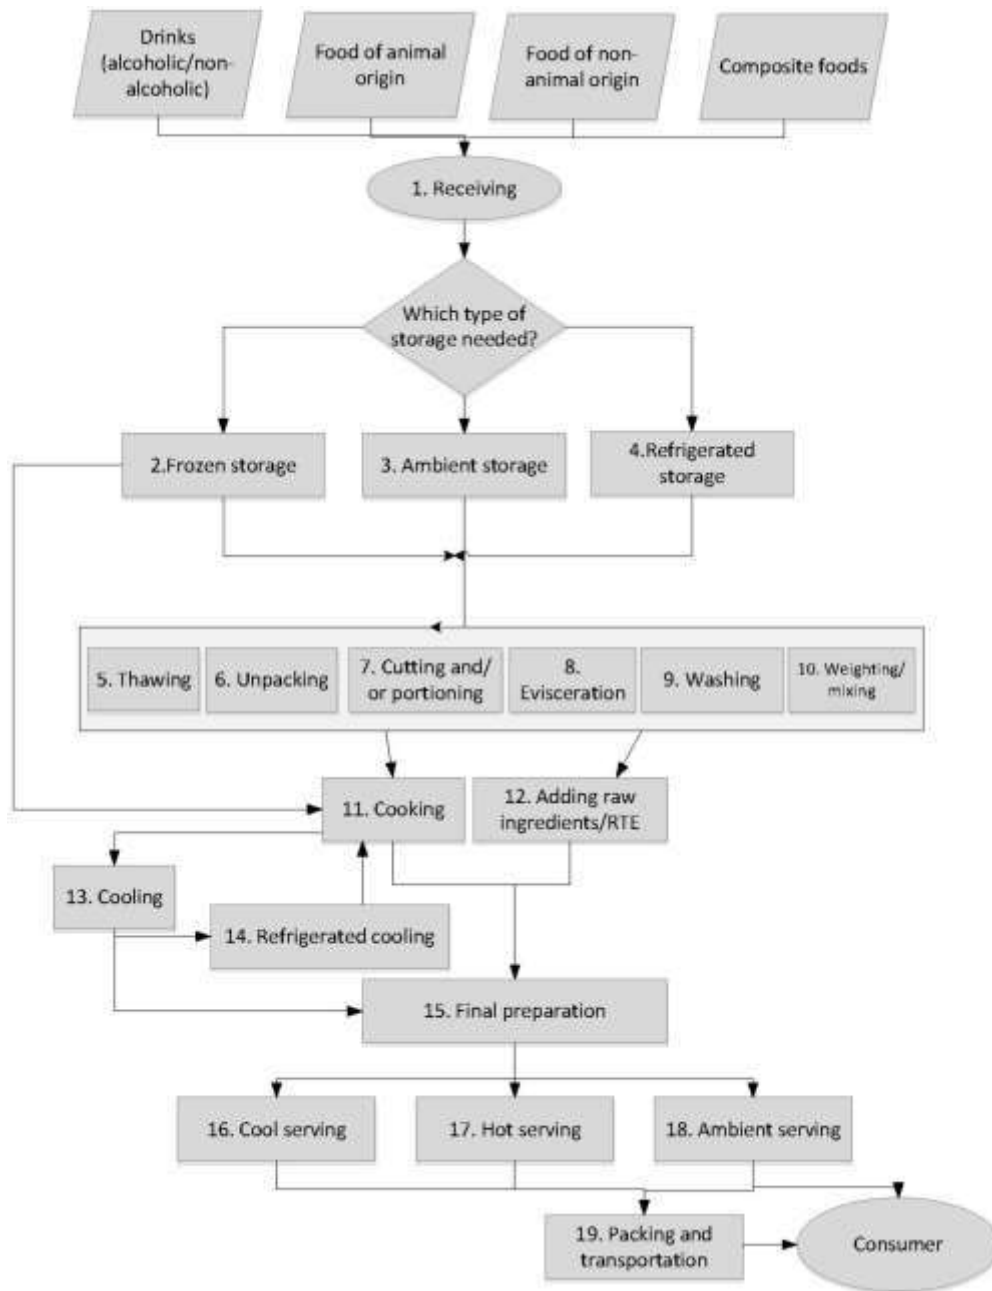 Drinks
(alcoholic/non-
alcoholic)
Food of animal
origin
Food of non-
animal origin
Composite foods
1. Receiving
Which type of
storage needed?
2.Frozen storage
3. Ambient storage
4.Refrigerated
storage
5. Thawing
6. Unpacking
7. Cutting and/
or portioning
8.
Evisceration
9. Washing
10. Weighting/
mixing
11. Cooking
12. Adding raw
ingredients/RTE
13. Cooling
14. Refrigerated cooling
15. Final preparation
16. Cool serving
17. Hot serving
18. Ambient serving
19. Packing and
transportation
Consumer